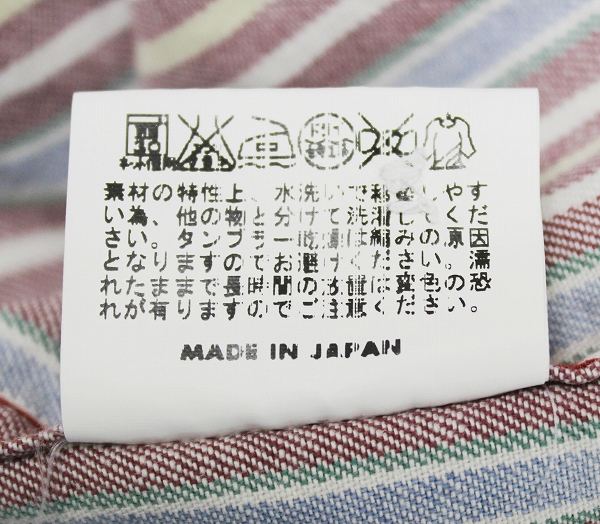 素材の特性上、水洗いで移染しやす
い為、他の物と分けて洗濯して
さい。タンブラー乾燥は縮みの原因
となりますのでお避けください。濡
れたままで長時間の放置は変色の恐
れが有りますのでご注意ください。
MADE IN JAPAN